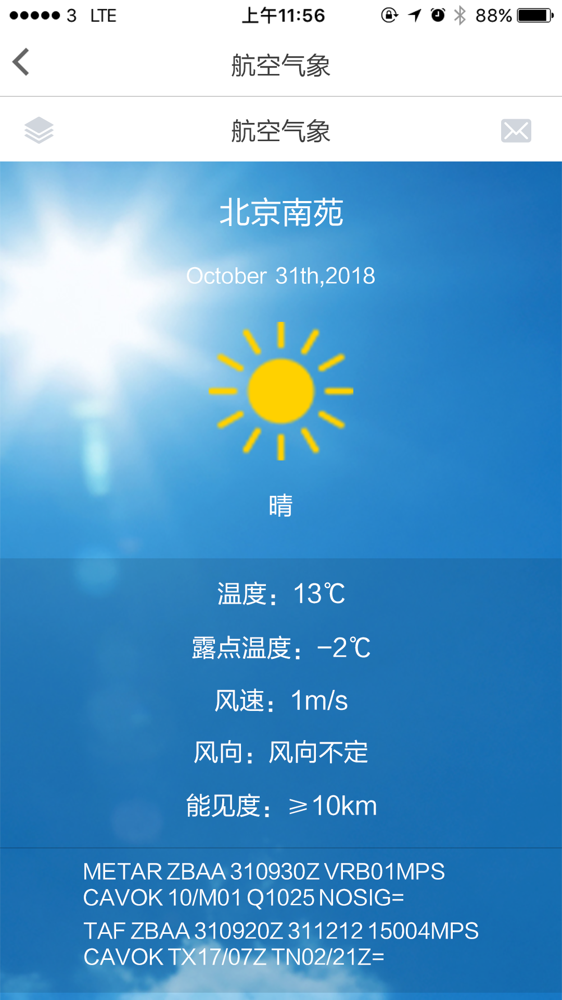 3 LTE 上午11:56 88%
航空气象
航空气象
北京南苑
October 31th,2018
晴
温度：13℃
露点温度：-2℃
风速：1m/s
风向：风向不定
能见度：≥10km
METAR ZBAA 310930Z VRB01MPS
CAVOK 10/M01 Q1025 NOSIG=
TAF ZBAA 310920Z 311212 15004MPS
CAVOK TX17/07Z TN02/21Z=